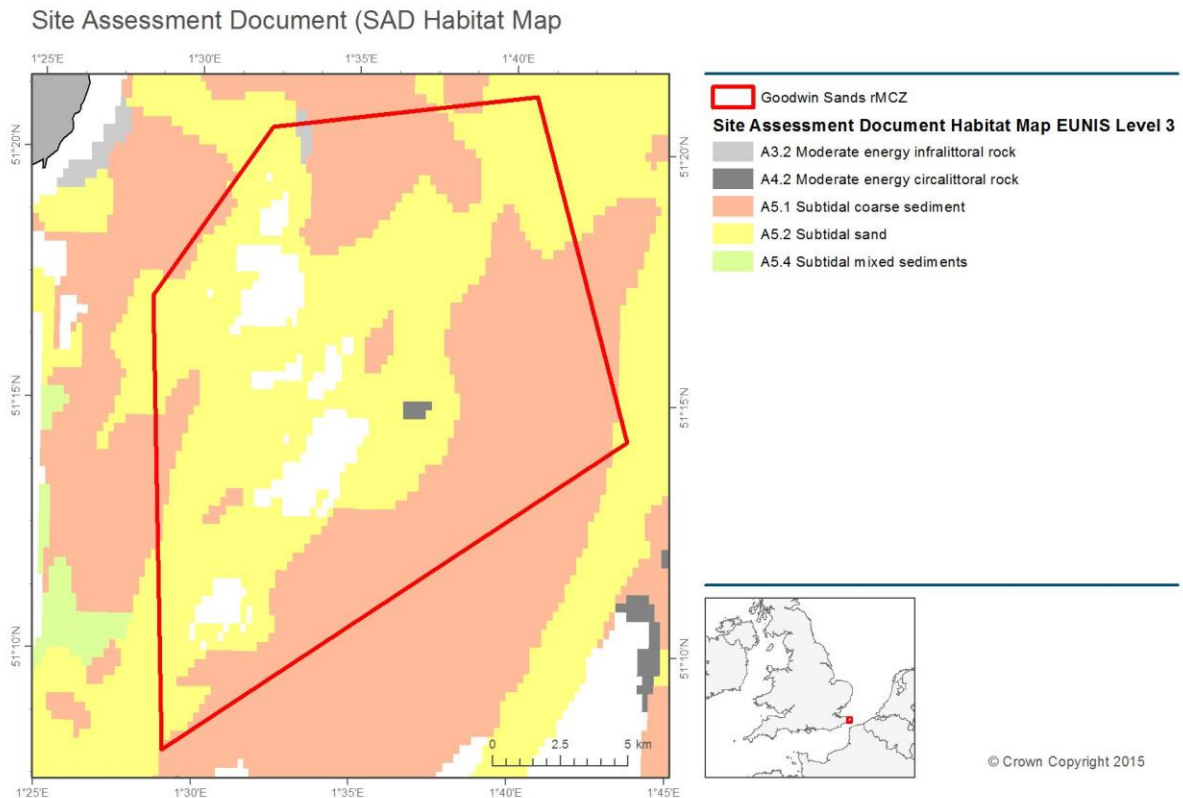 Site Assessment Document (SAD Habitat Map
1°25'E 1°30'E 1°35'E 1°40'E
51°20'N 51°20'N
51°15'N 51°15'N
51°10'N 51°10'N
0 2.5 5 km
1°25'E 1°30'E 1°35'E 1°40'E 1°45'E
Goodwin Sands rMCZ
Site Assessment Document Habitat Map EUNIS Level 3
A3.2 Moderate energy infralittoral rock
A4.2 Moderate energy circalittoral rock
A5.1 Subtidal coarse sediment
A5.2 Subtidal sand
A5.4 Subtidal mixed sediments
© Crown Copyright 2015